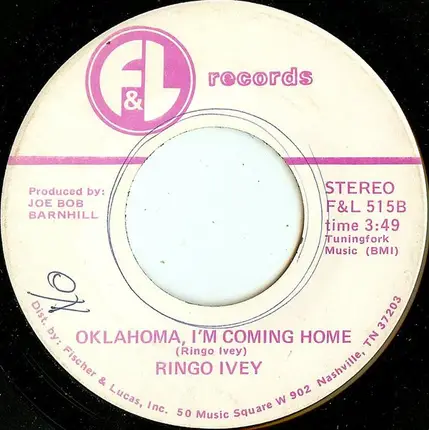 F&L records
Produced by:
JOE BOB
BARNHILL
STEREO
F&L 515B
time 3:49
Tuningfork
Music (BMI)
OKLAHOMA, I'M COMING HOME
(Ringo Ivey)
RINGO IVEY
Dist. by: Fischer & Lucas, Inc. 50 Music Square W 902 Nashville, TN 37203